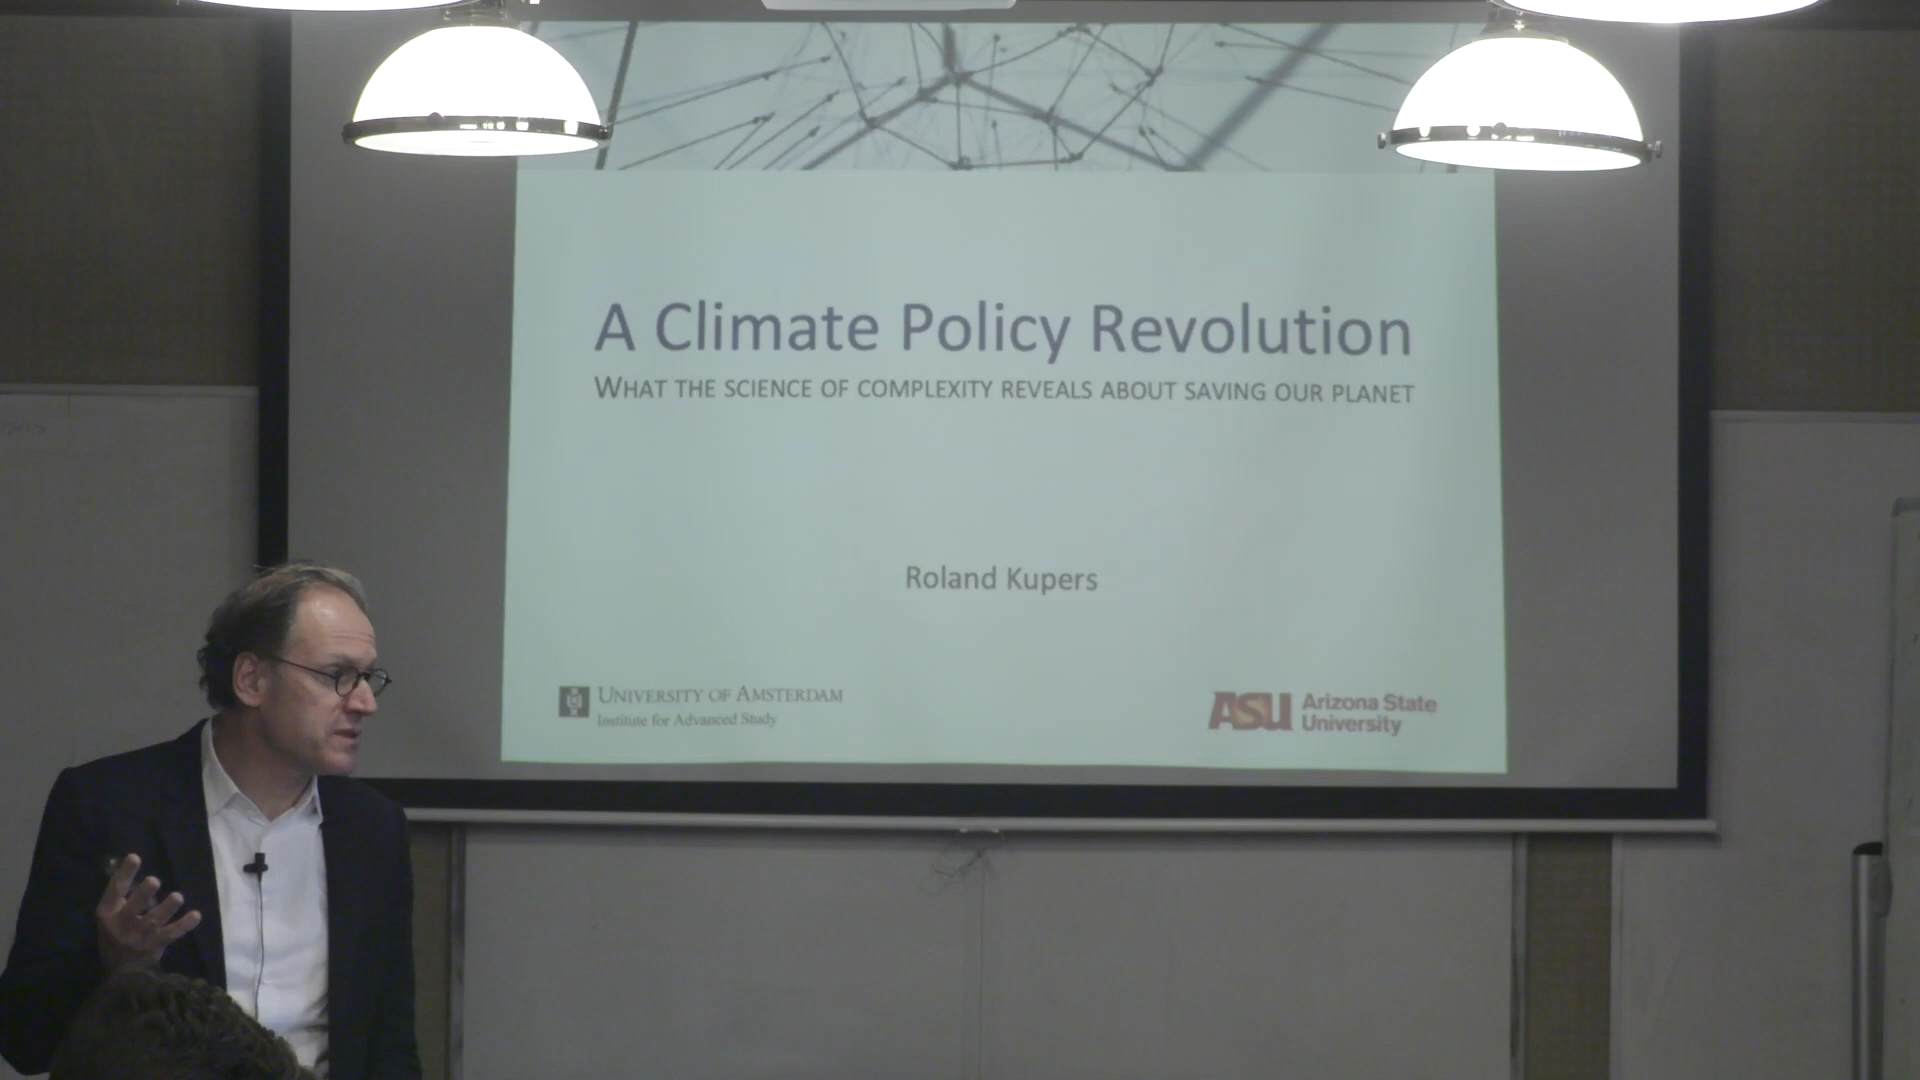 A Climate Policy Revolution
WHAT THE SCIENCE OF COMPLEXITY REVEALS ABOUT SAVING OUR PLANET
Roland Kupers
UNIVERSITY OF AMSTERDAM
Institute for Advanced Study
ASU Arizona State
University